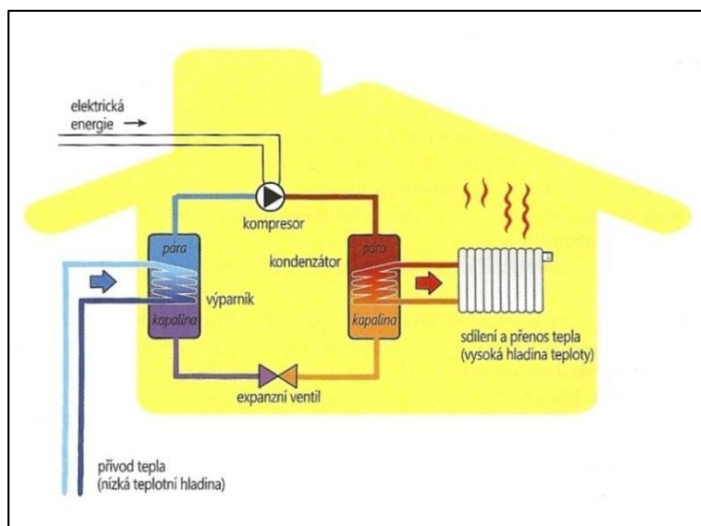 elektrická
energie
kompresor
pára
pára
kondenzátor
výparník
kapalina
kapalina
sdílení a přenos tepla
(vysoká hladina teploty)
expanzní ventil
přívod tepla
(nízká teplotní hladina)